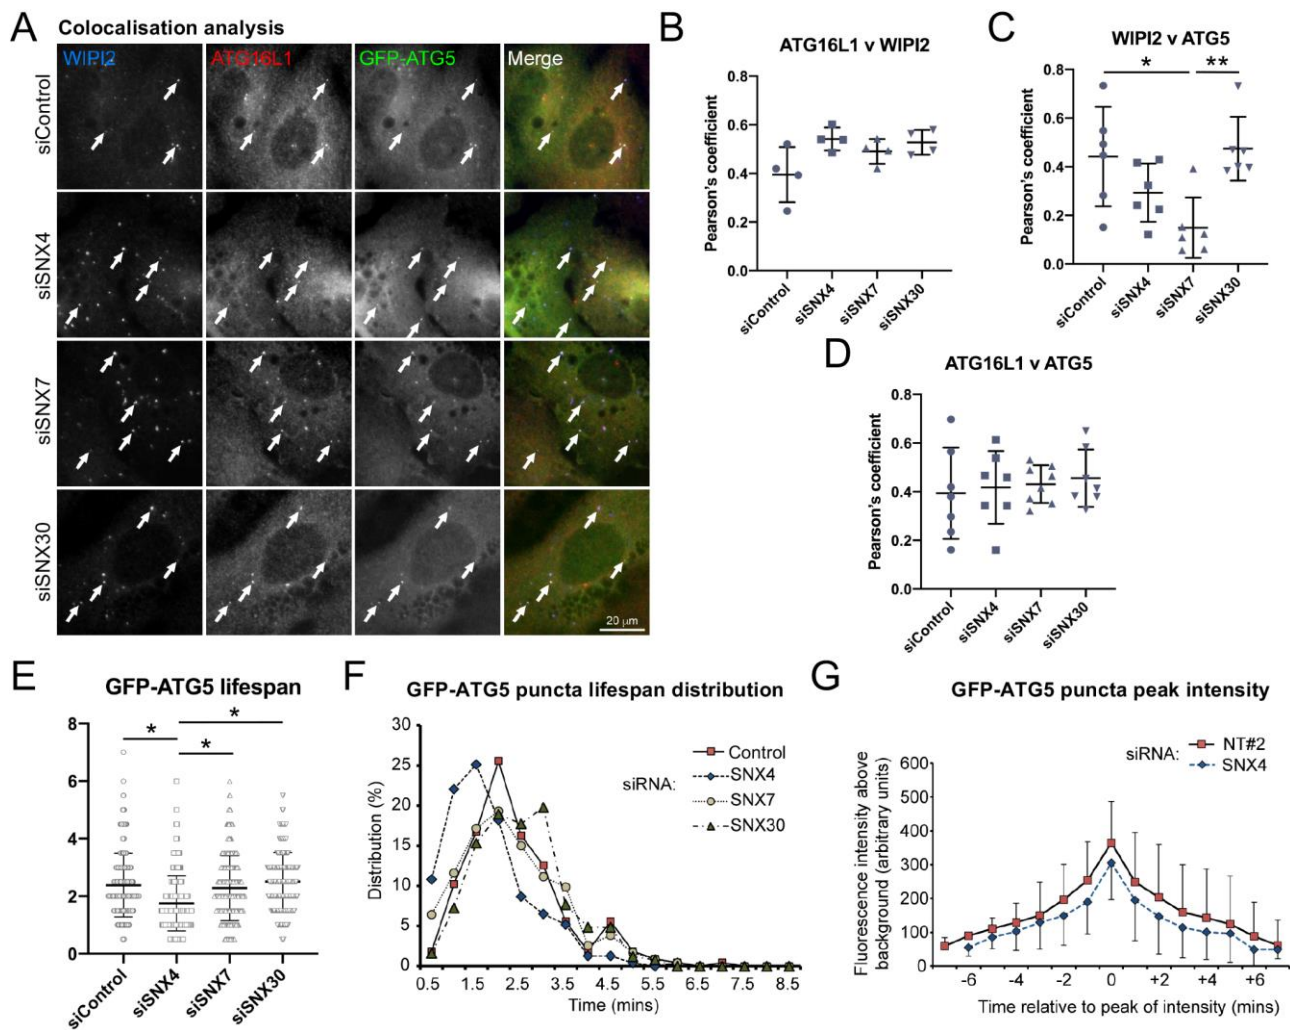 A
Colocalisation analysis
WIPI2
ATG16L1
GFP-ATG5
Merge
siControl
siSNX4
siSNX7
siSNX30
20 μm
B
ATG16L1 v WIPI2
Pearson's coefficient
0.8
0.6
0.4
0.2
0.0
siControl
siSNX4
siSNX7
siSNX30
C
WIPI2 v ATG5
*
**
Pearson's coefficient
0.8
0.6
0.4
0.2
0.0
siControl
siSNX4
siSNX7
siSNX30
D
ATG16L1 v ATG5
Pearson's coefficient
0.8
0.6
0.4
0.2
0.0
siControl
siSNX4
siSNX7
siSNX30
E
GFP-ATG5 lifespan
*
*
*
8
6
4
2
0
siControl
siSNX4
siSNX7
siSNX30
F
GFP-ATG5 puncta lifespan distribution
Distribution (%)
30
25
20
15
10
5
0
siRNA:
Control
SNX4
SNX7
SNX30
0.5 1.5 2.5 3.5 4.5 5.5 6.5 7.5 8.5
Time (mins)
G
GFP-ATG5 puncta peak intensity
siRNA:
NT#2
SNX4
Fluorescence intensity above
background (arbitrary units)
600
500
400
300
200
100
0
-6 -4 -2 0 +2 +4 +6
Time relative to peak of intensity (mins)